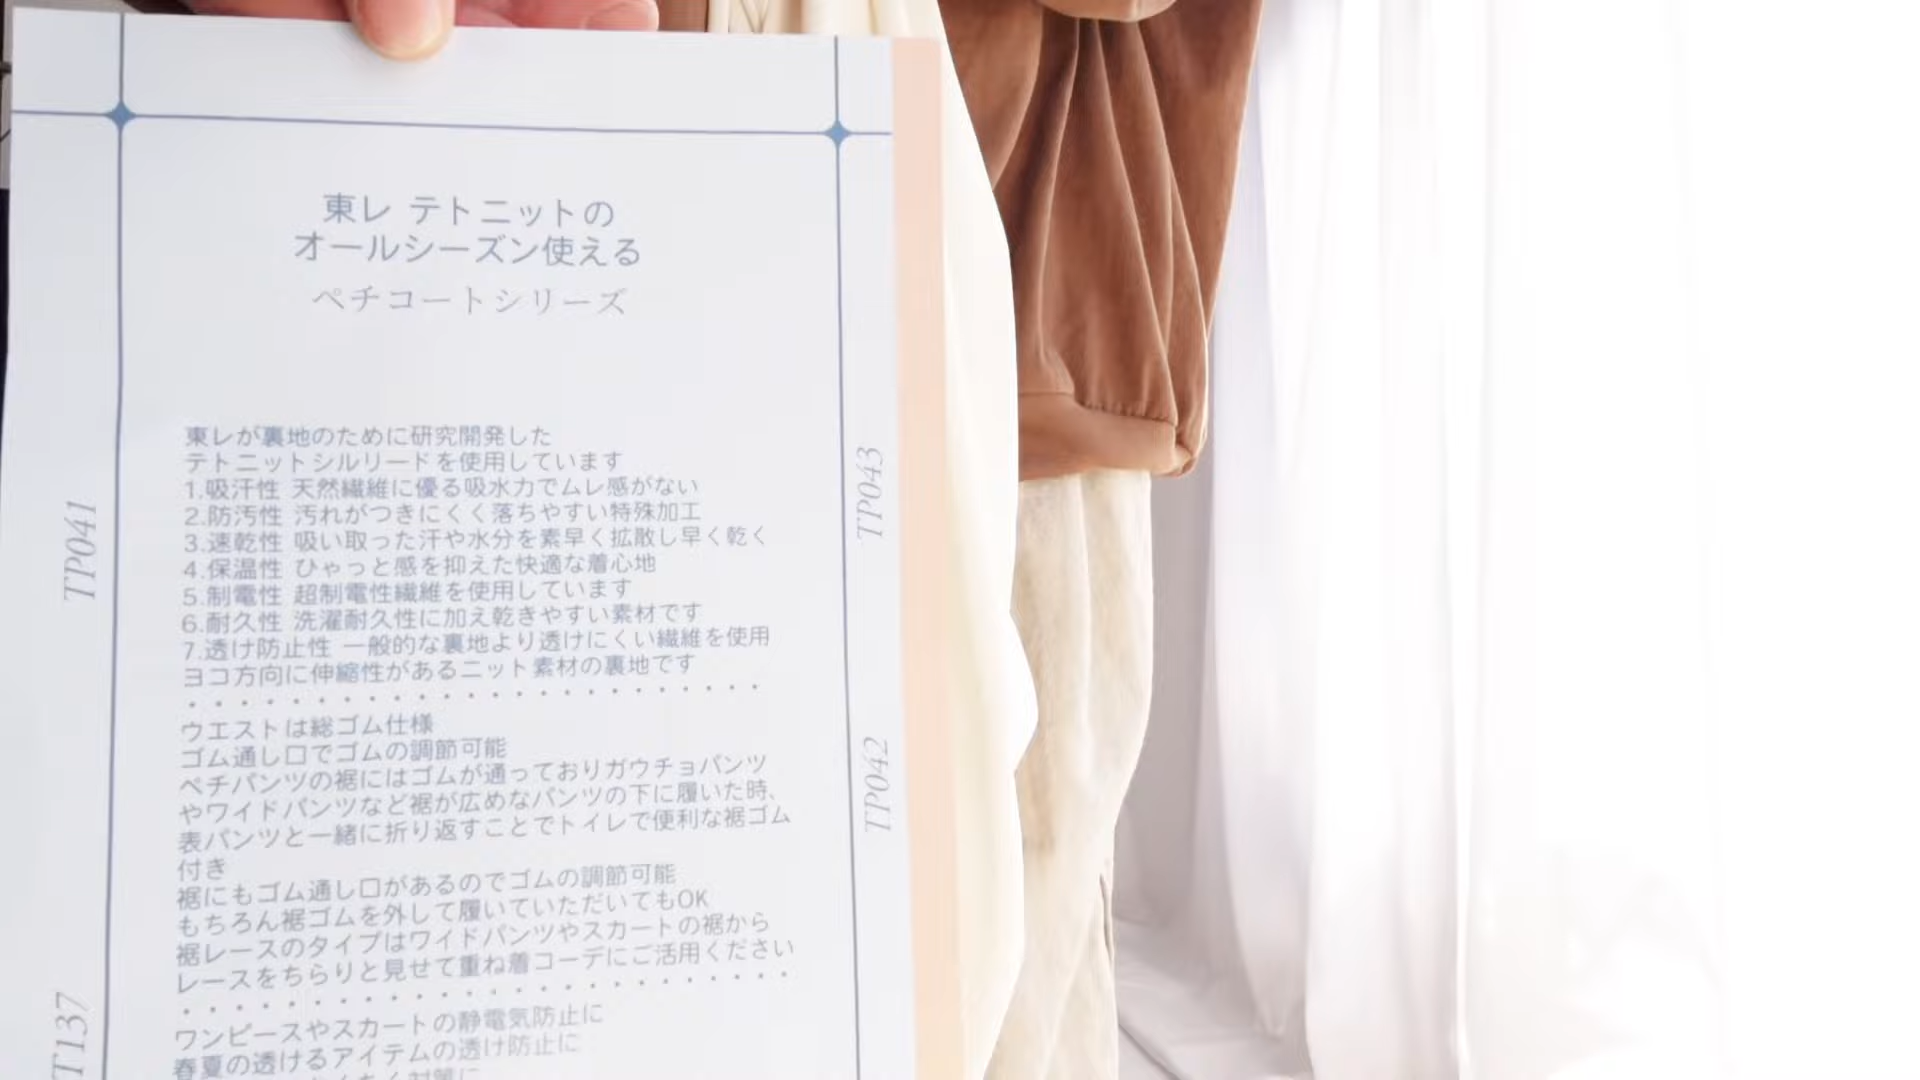 東レ テトニットの
オールシーズン使える
ペチコートシリーズ
東レが裏地のために研究開発した
テトニットシルリードを使用しています
1.吸汗性 天然繊維に優る吸水力でムレ感がない
2.防汚性 汚れがつきにくく落ちやすい特殊加工
3.速乾性 吸い取った汗や水分を素早く拡散し早く乾く
4.保温性 ひゃっと感を抑えた快適な着心地
5.制電性 超制電性繊維を使用しています
6.耐久性 洗濯耐久性に加え乾きやすい素材です
7.透け防止性 一般的な裏地より透けにくい繊維を使用
ヨコ方向に伸縮性があるニット素材の裏地です
ウエストは総ゴム仕様
ゴム通し口でゴムの調節可能
ペチパンツの裾にはゴムが通っておりガウチョパンツ
やワイドパンツなど裾が広めなパンツの下に履いた時、
表パンツと一緒に折り返すことでトイレで便利な裾ゴム
付き
裾にもゴム通し口があるのでゴムの調節可能
もちろん裾ゴムを外して履いていただいてもOK
裾レースのタイプはワイドパンツやスカートの裾から
レースをちらりと見せて重ね着コーデにご活用ください
ワンピースやスカートの静電気防止に
春夏の透けるアイテムの透け防止に
TP041
T137
TP043
TP042